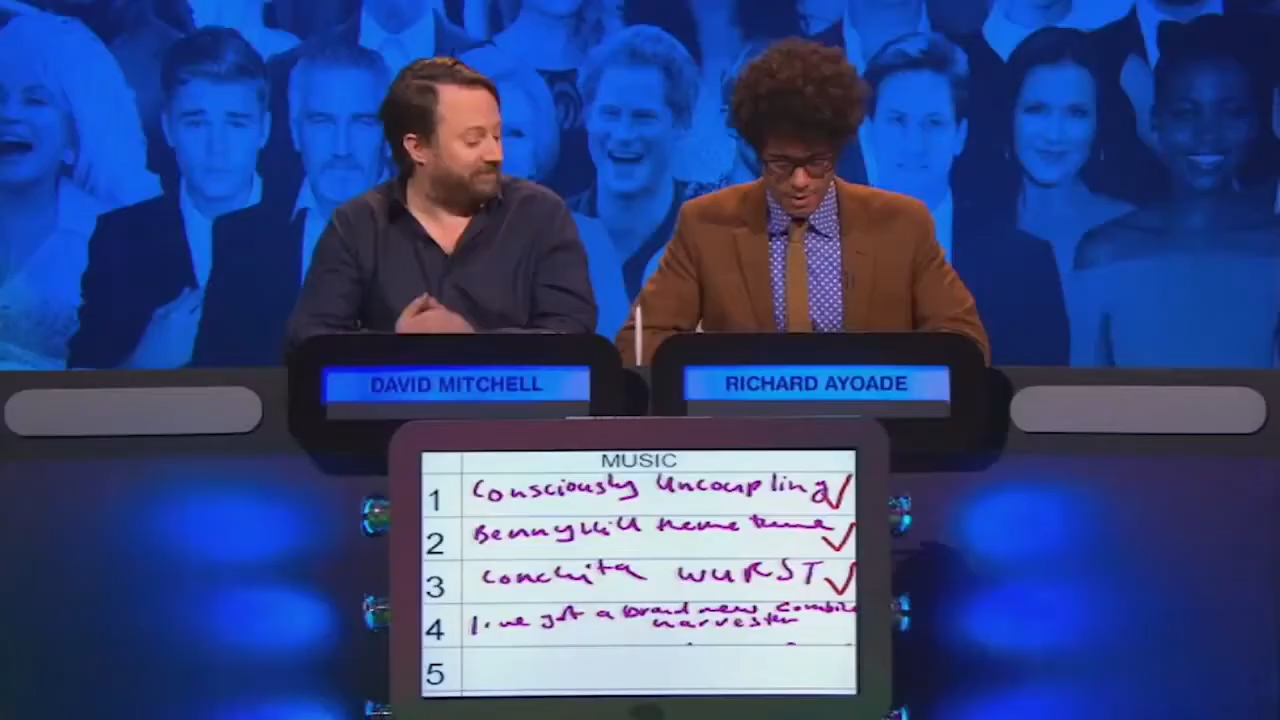 DAVID MITCHELL
RICHARD AYOADE
MUSIC
1 Consciously Uncoupling
2 Benny Hill theme tune
3 Conchita WURST
4 I've got a brand new combine
harvester
5